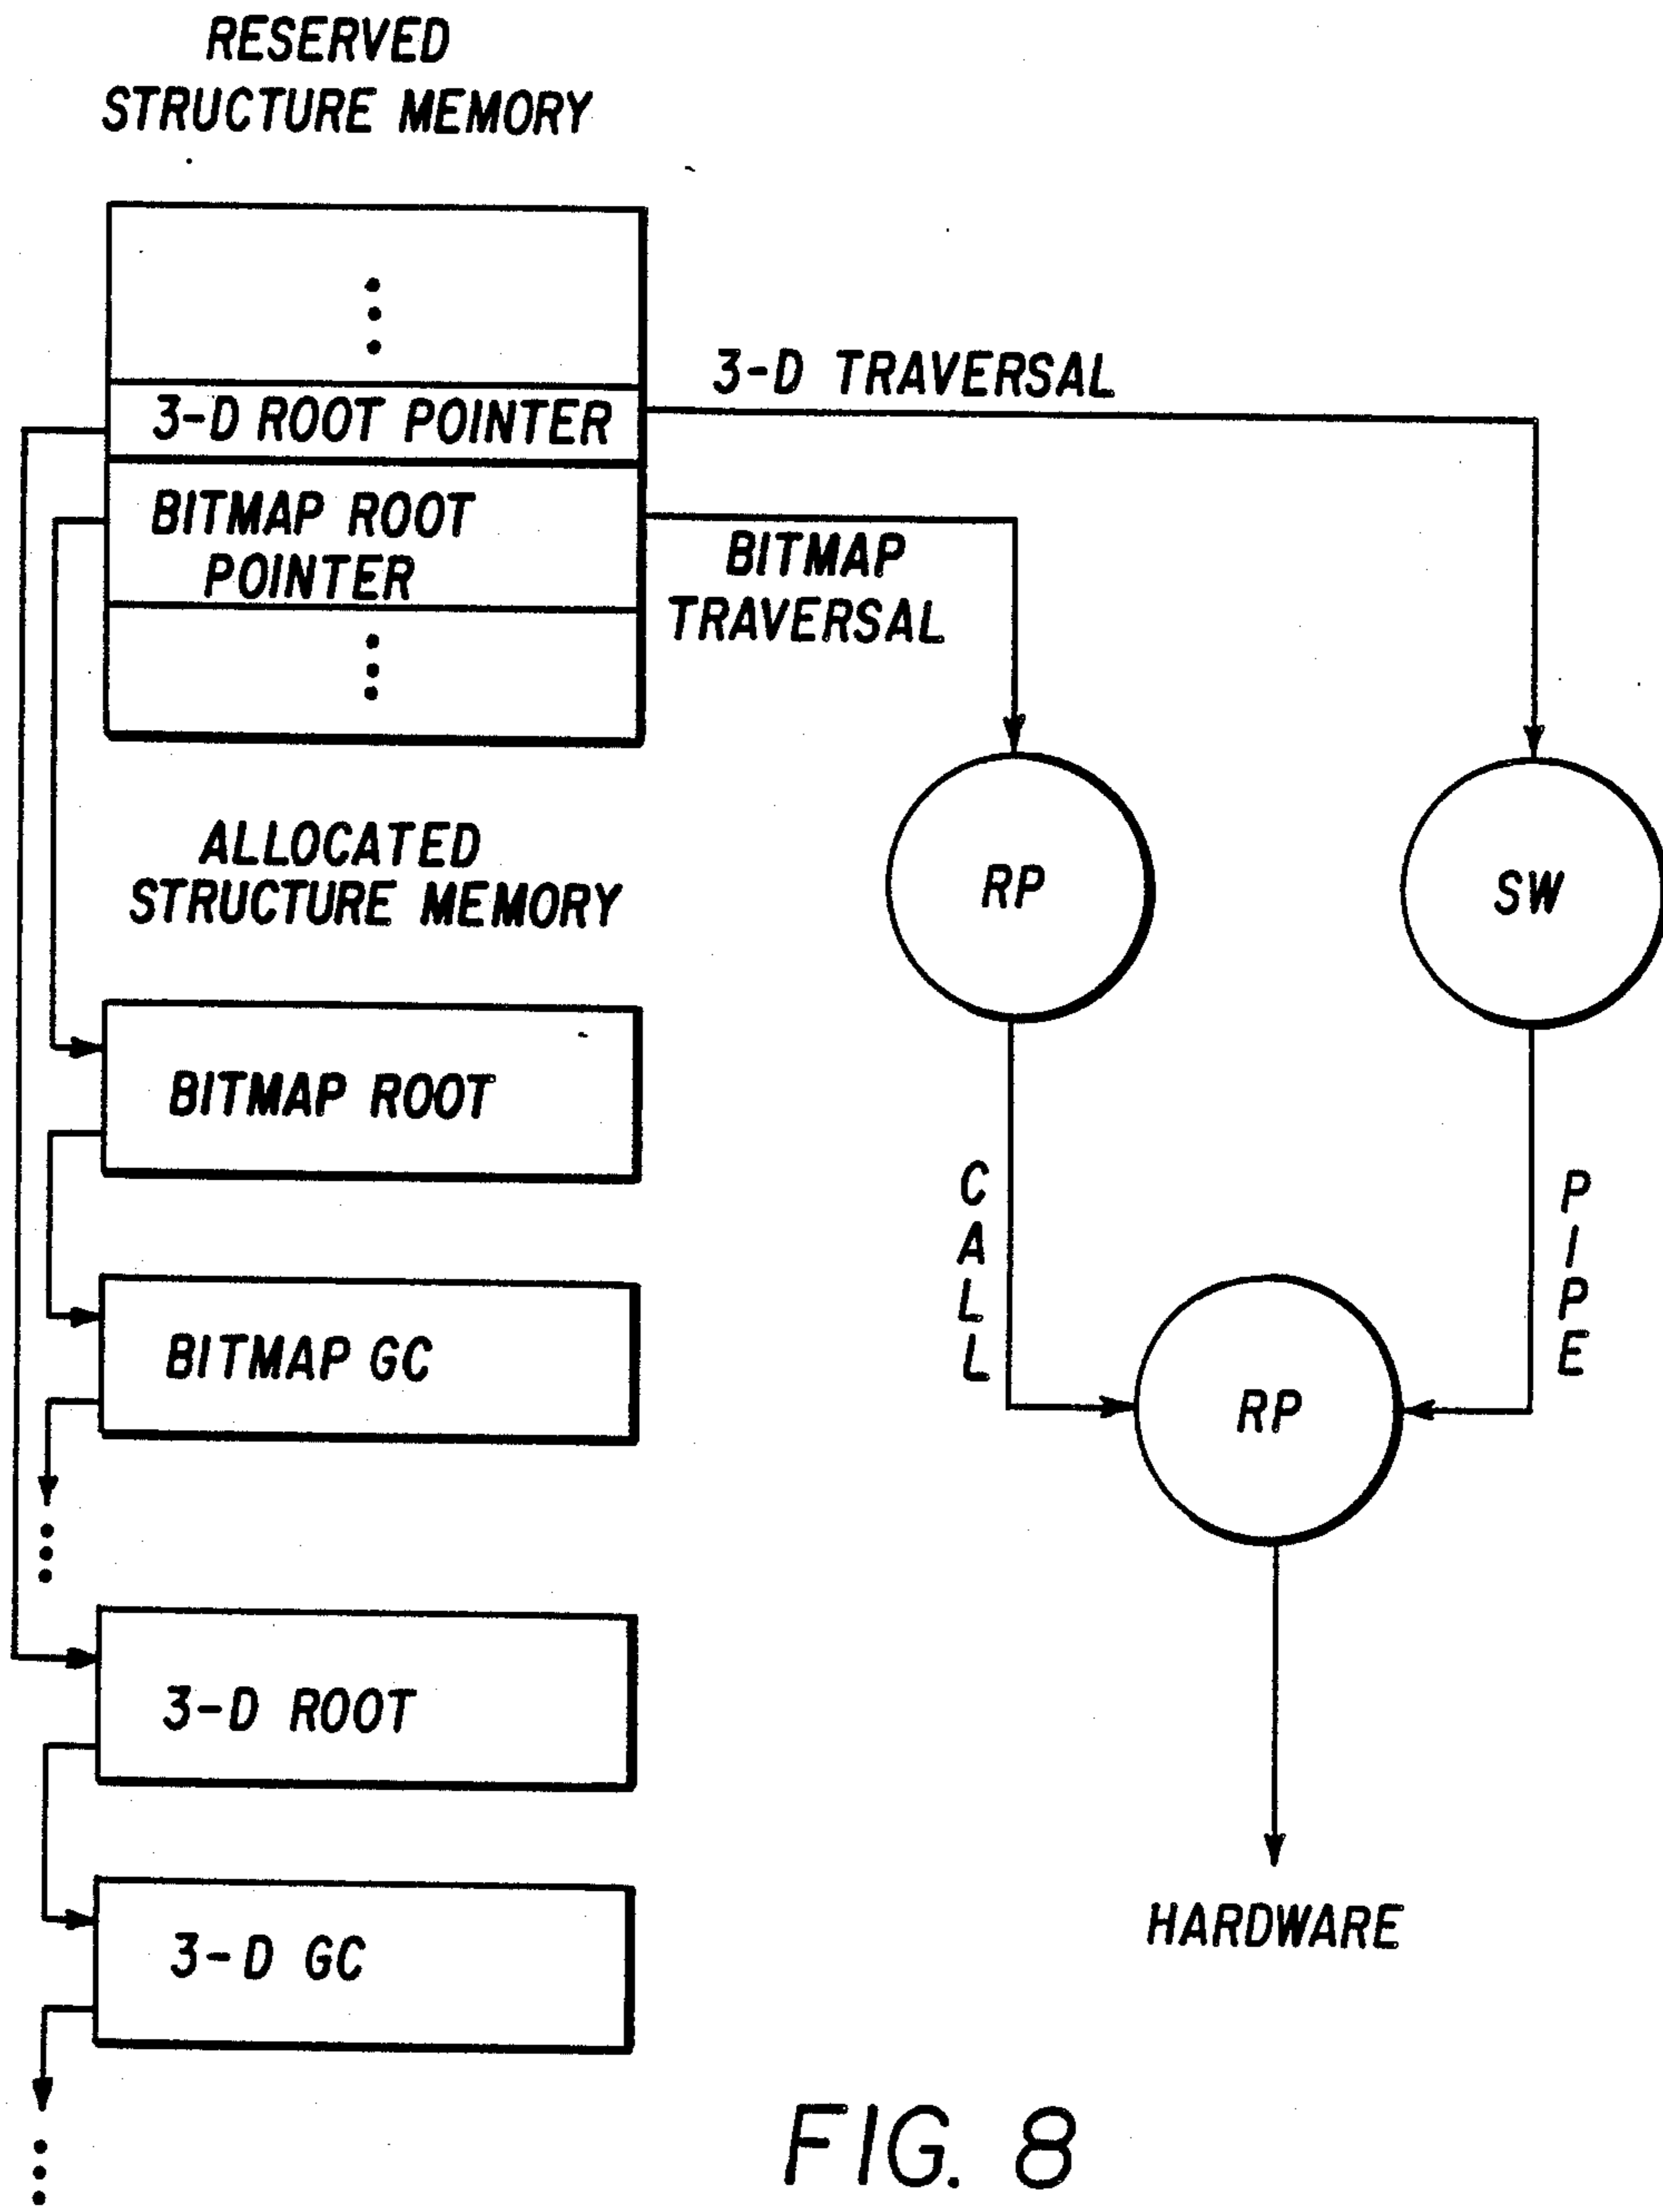 RESERVED
STRUCTURE MEMORY
3-D ROOT POINTER
BITMAP ROOT
POINTER
3-D TRAVERSAL
BITMAP
TRAVERSAL
RP
SW
ALLOCATED
STRUCTURE MEMORY
BITMAP ROOT
BITMAP GC
3-D ROOT
3-D GC
CALL
PIPE
RP
HARDWARE
FIG. 8